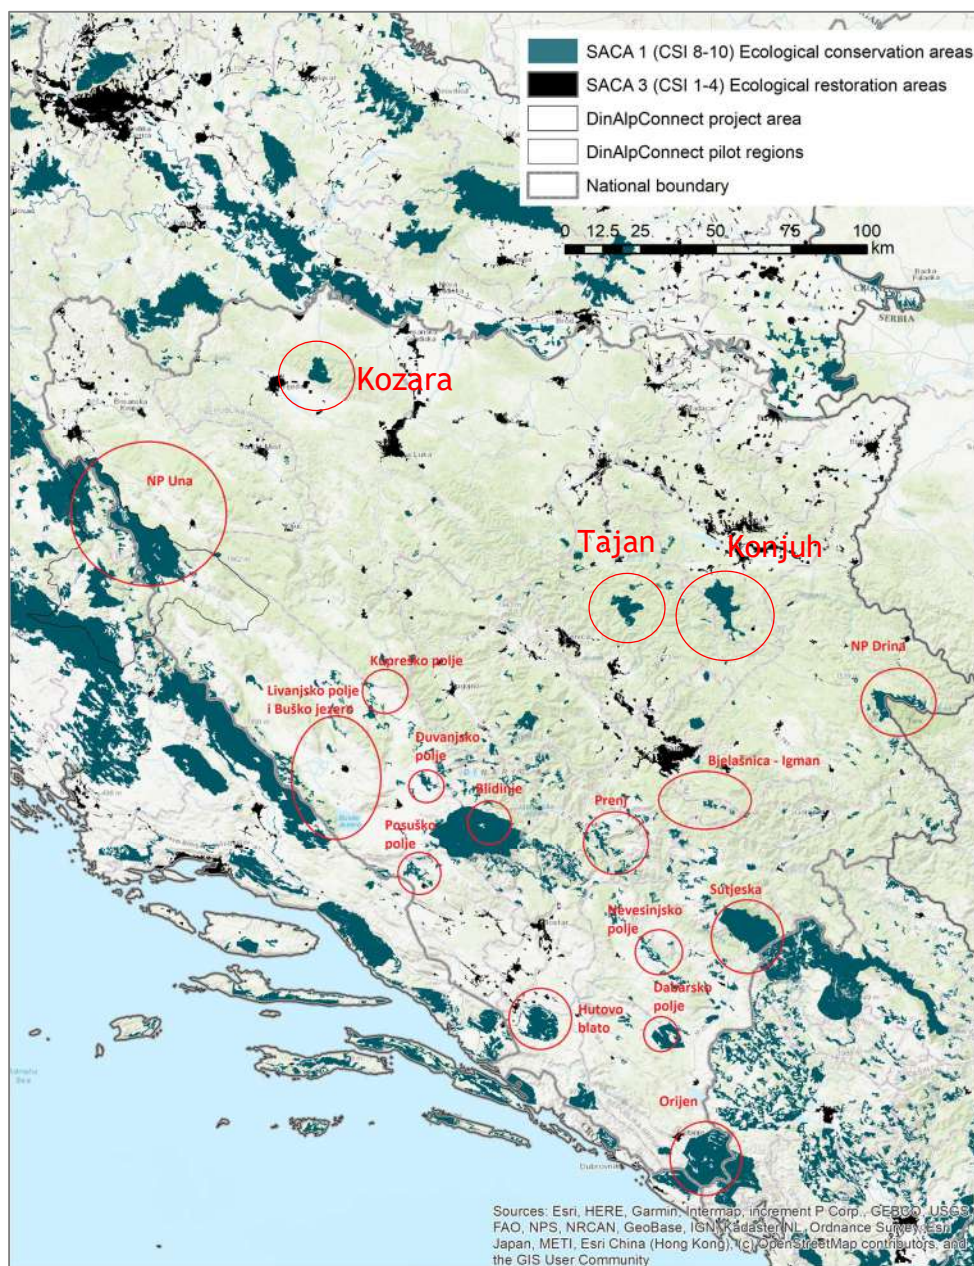 SACA 1 (CSI 8-10) Ecological conservation areas
SACA 3 (CSI 1-4) Ecological restoration areas
DinAlpConnect project area
DinAlpConnect pilot regions
National boundary
0 12.5 25 50 75 100
km
SERBIA
Kozara
NP Una
Tajan
Konjuh
NP Drina
Kupreško polje
Livanjsko polje
i Buško jezero
Duvanjsko
polje
Bjelašnica - Igman
Blidinje
Prenj
Posuško
polje
Sutjeska
Nevesinjsko
polje
Dabarsko
polje
Hutovo
blato
Orijen
Dubrovnik
Sources: Esri, HERE, Garmin, Intermap, increment P Corp., GEBCO, USGS,
FAO, NPS, NRCAN, GeoBase, IGN, Kadaster NL, Ordnance Survey, Esri
Japan, METI, Esri China (Hong Kong), (c) OpenStreetMap contributors, and
the GIS User Community